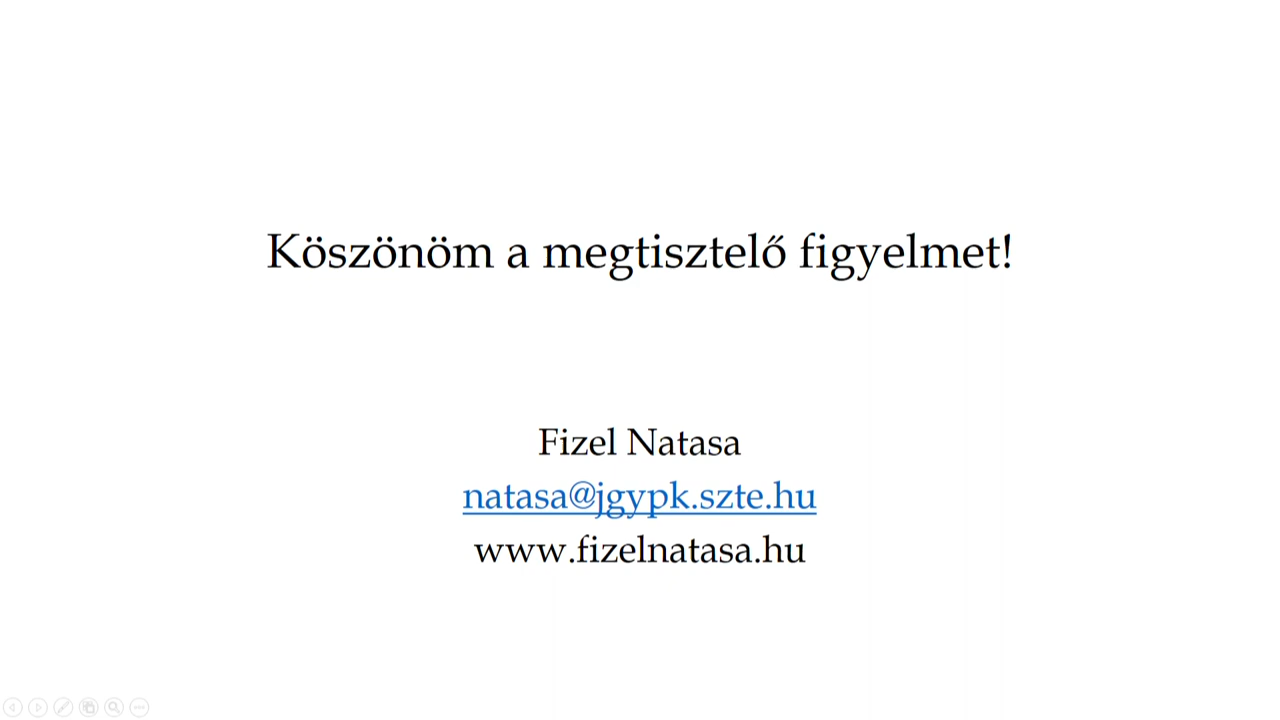 Köszönöm a megtisztelő figyelmet!
Fizel Natasa
natasa@jgypk.szte.hu
www.fizelnatasa.hu